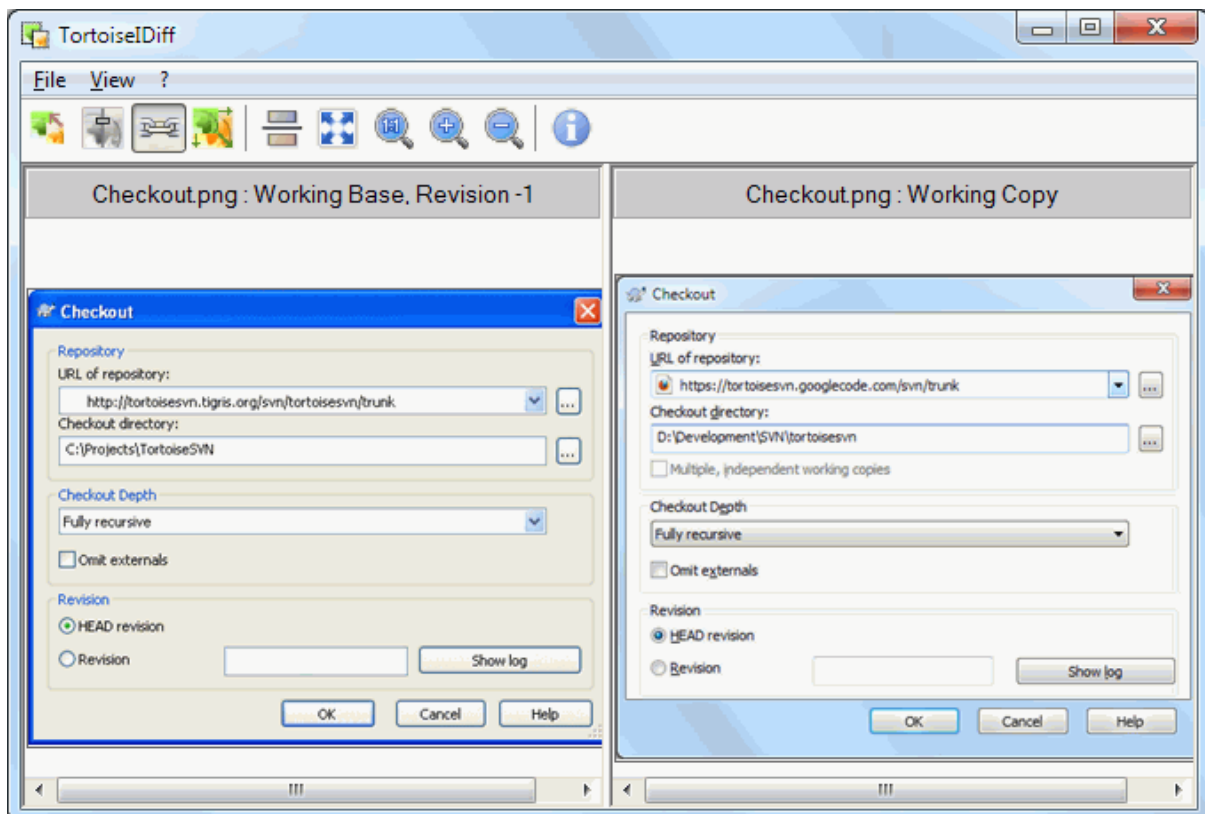 TortoiseIDiff
File View ?
1:1
Checkout.png : Working Base, Revision -1
Checkout
Repository
URL of repository:
http://tortoisesvn.tigris.org/svn/tortoisesvn/trunk
...
Checkout directory:
C:\Projects\TortoiseSVN
...
Checkout Depth
Fully recursive
Omit externals
Revision
HEAD revision
Revision
Show log
OK Cancel Help
Checkout.png : Working Copy
Checkout
Repository
URL of repository:
https://tortoisesvn.googlecode.com/svn/trunk
...
Checkout directory:
D:\Development\SVN\tortoisesvn
...
Multiple, independent working copies
Checkout Depth
Fully recursive
Omit externals
Revision
HEAD revision
Revision
Show log
OK Cancel Help